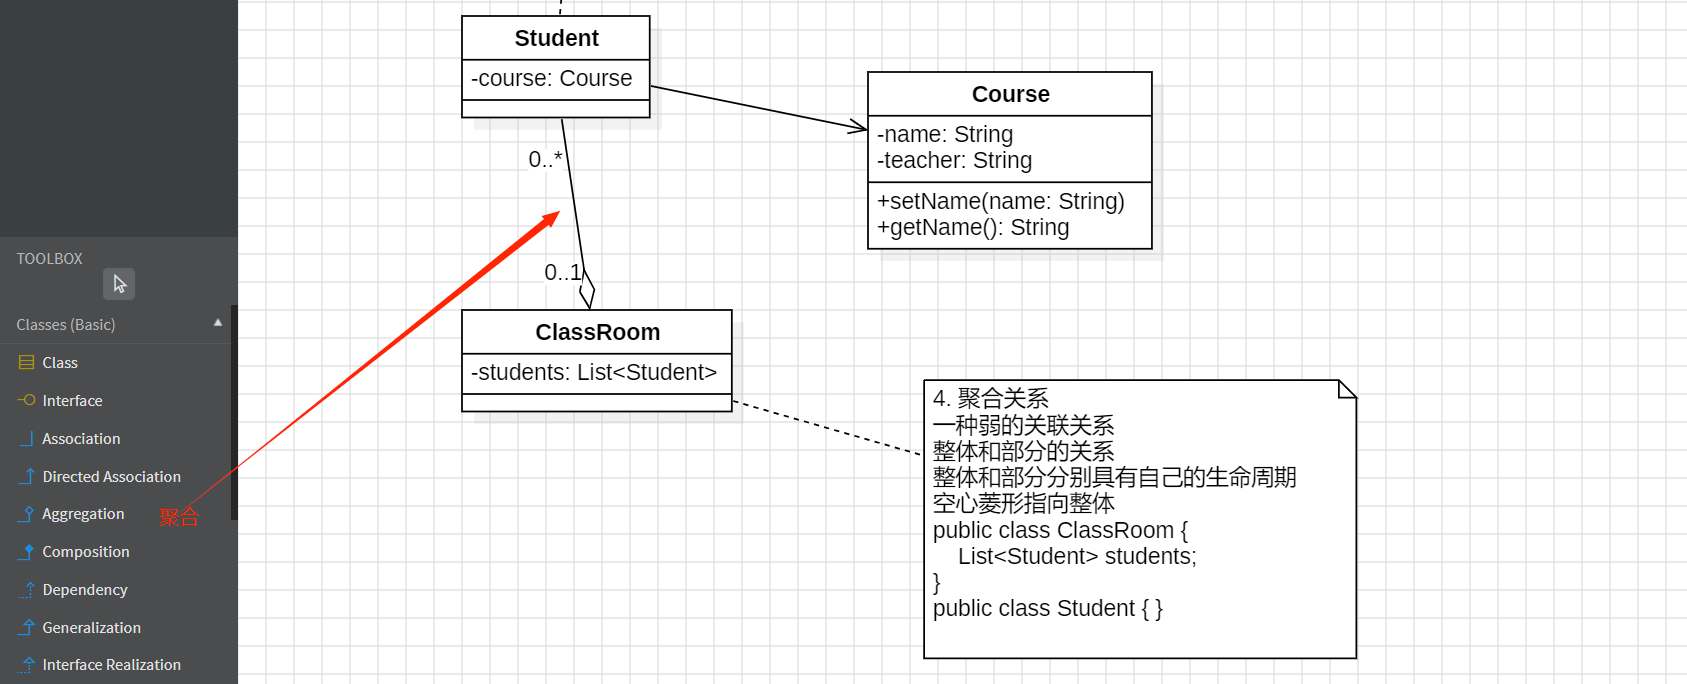 Student
-course: Course
Course
-name: String
-teacher: String
+setName(name: String)
+getName(): String
0..*
0..1
ClassRoom
-students: List<Student>
TOOLBOX
Classes (Basic)
Class
Interface
Association
Directed Association
Aggregation
聚合
Composition
Dependency
Generalization
Interface Realization
4. 聚合关系
一种弱的关联关系
整体和部分的关系
整体和部分分别具有自己的生命周期
空心菱形指向整体
public class ClassRoom {
    List<Student> students;
}
public class Student { }